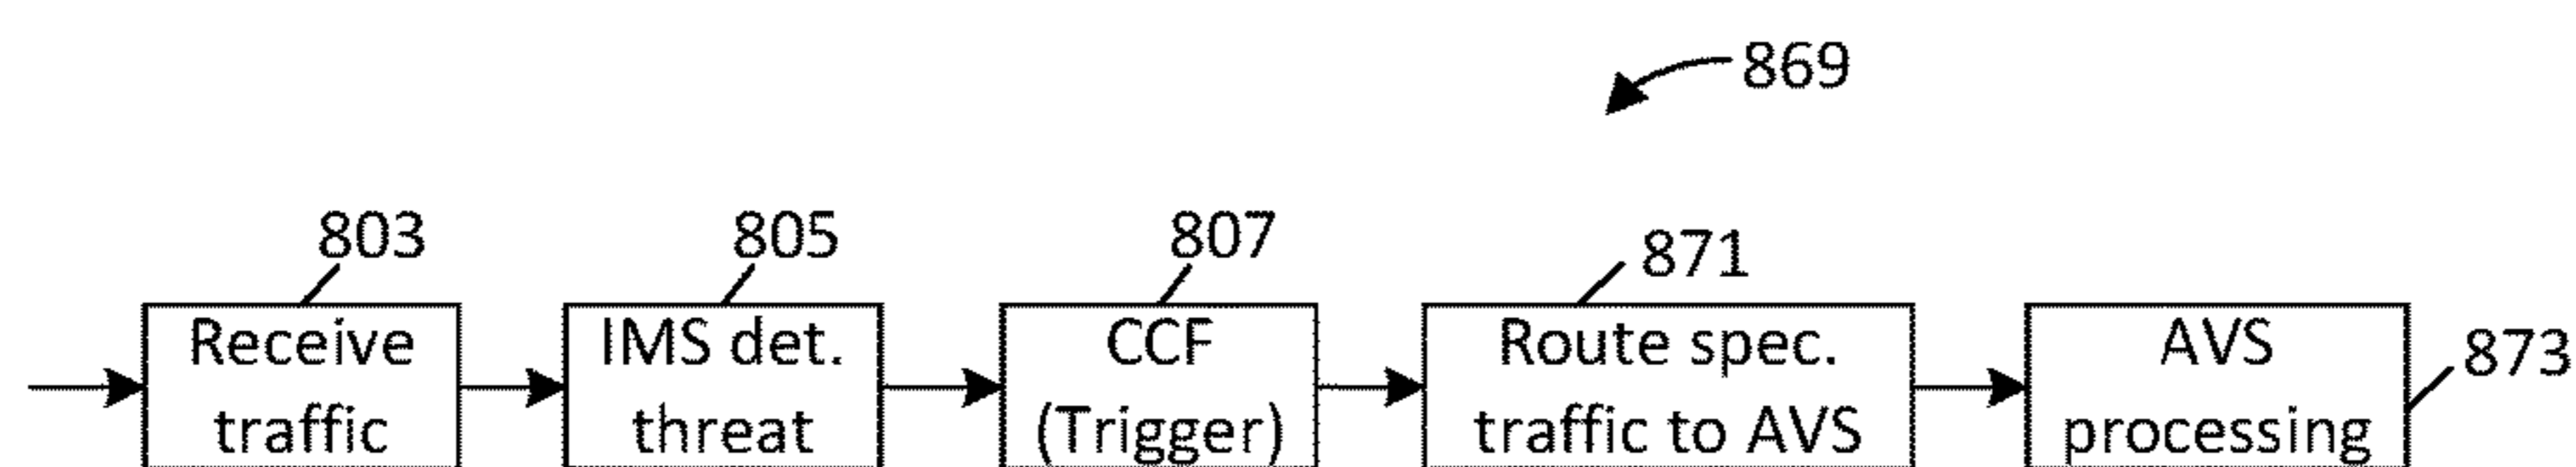 869
803
805
807
871
Receive
traffic
IMS det.
threat
CCF
(Trigger)
Route spec.
traffic to AVS
AVS
processing
873